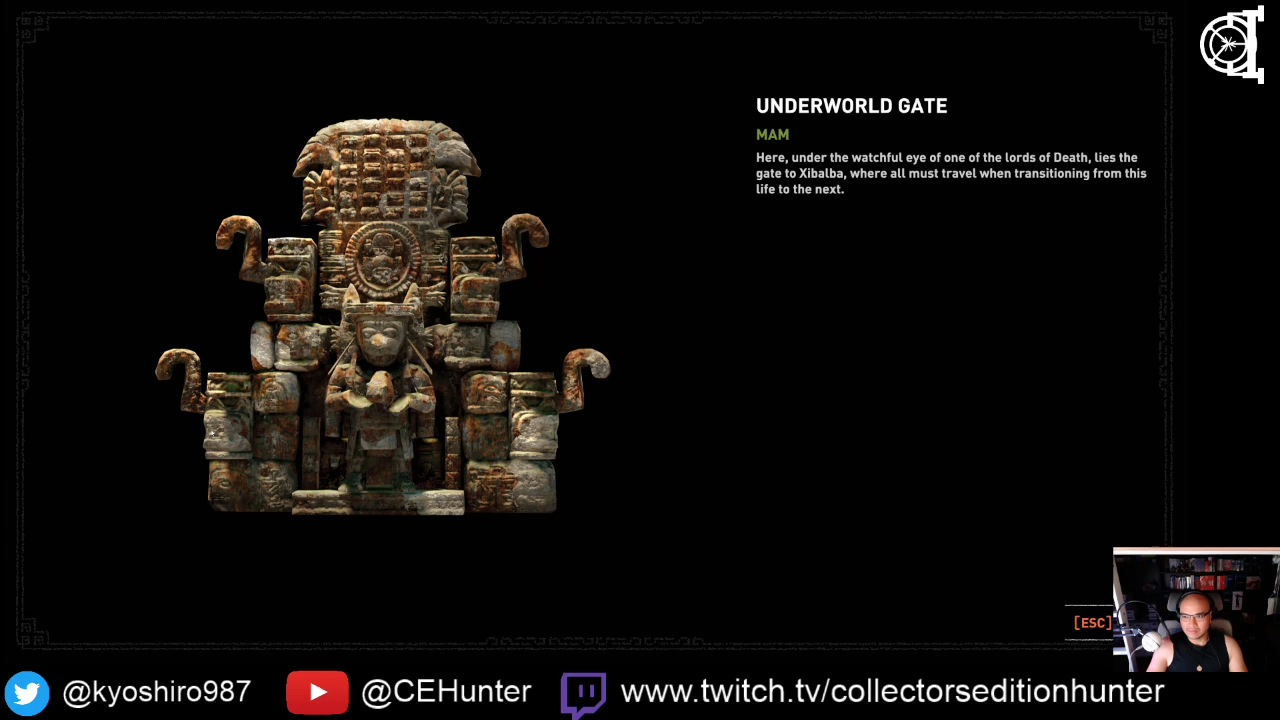 UNDERWORLD GATE
MAM
Here, under the watchful eye of one of the lords of Death, lies the
gate to Xibalba, where all must travel when transitioning from this
life to the next.
[ESC]
@kyoshiro987
@CEHunter
www.twitch.tv/collectorseditionhunter